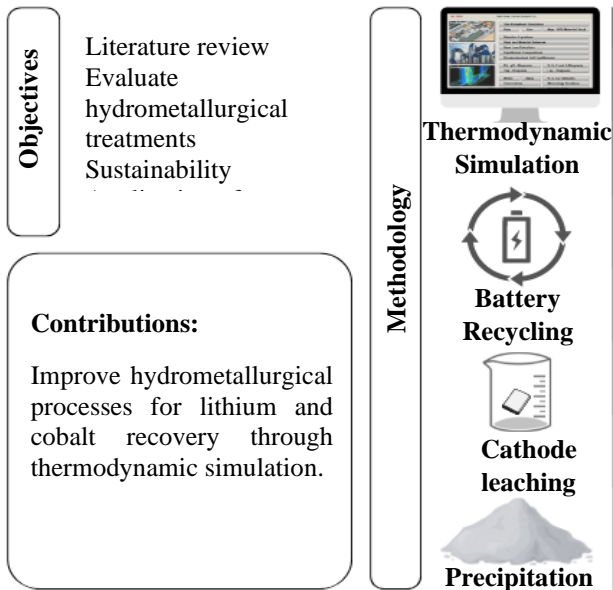 Objectives
Literature review
Evaluate
hydrometallurgical
treatments
Sustainability
Contributions:
Improve hydrometallurgical
processes for lithium and
cobalt recovery through
thermodynamic simulation.
Methodology
Thermodynamic
Simulation
Battery
Recycling
Cathode
leaching
Precipitation